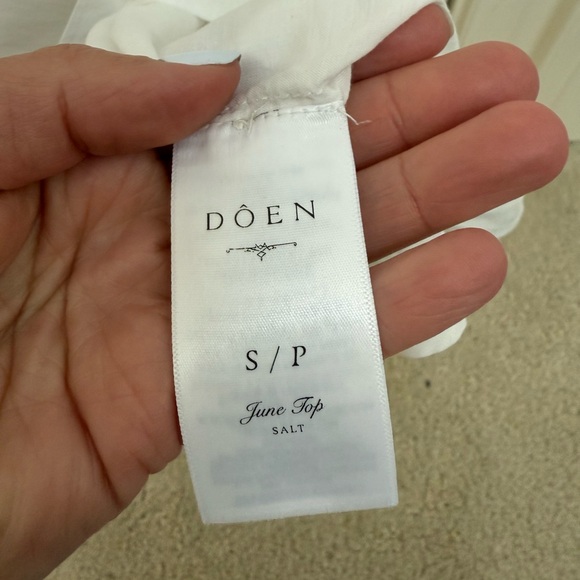 DÔEN
S / P
June Top
SALT